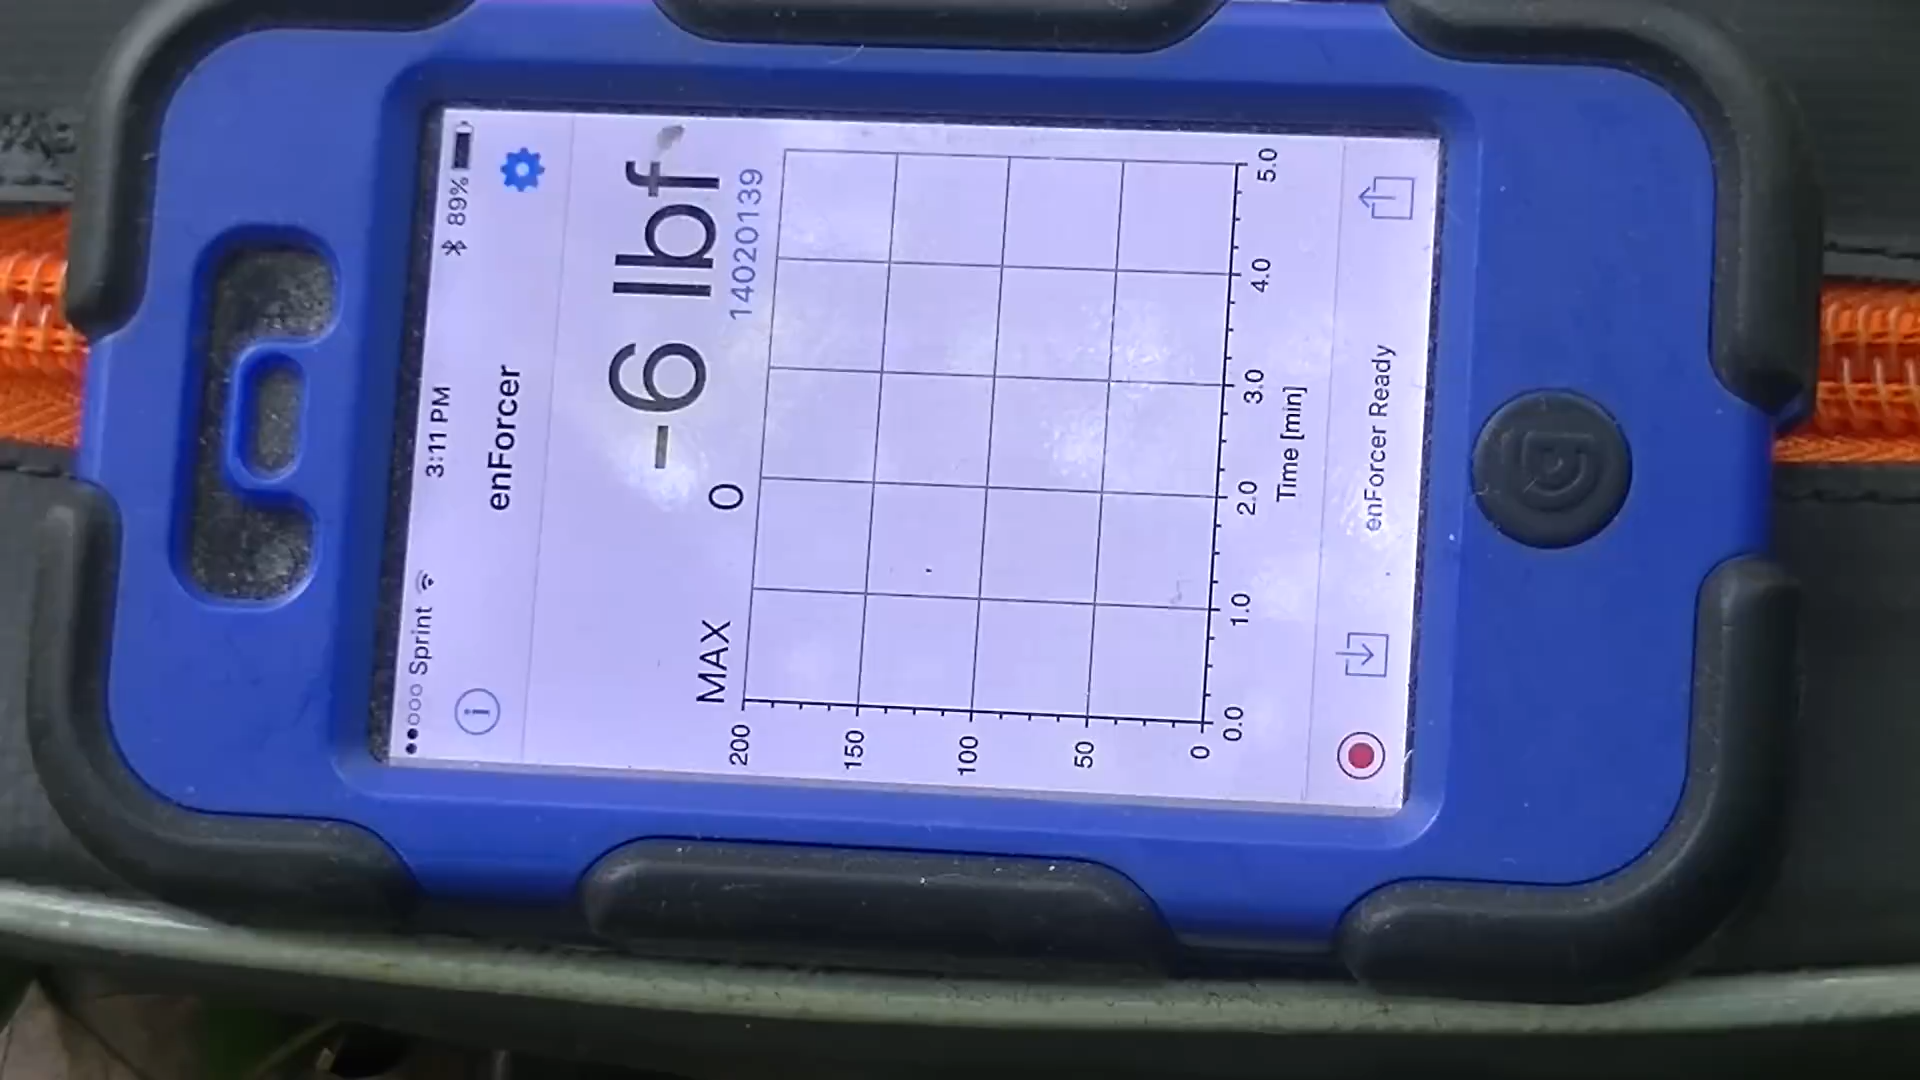 ●●○○○ Sprint 3:11 PM 89%
enForcer
−6 lbf
MAX 0 14020139
200
150
100
50
0
0.0 1.0 2.0 3.0 4.0 5.0
Time [min]
enForcer Ready